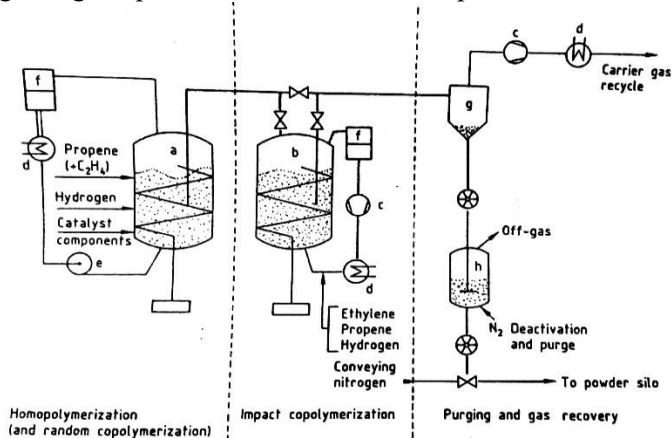 f
d
Propene
(+C₂H₄)
Hydrogen
Catalyst
components
e
a
b
f
c
d
Ethylene
Propene
Hydrogen
c
d
Carrier gas
recycle
g
Off-gas
h
N₂ Deactivation
and purge
Conveying
nitrogen
To powder silo
Homopolymerization
(and random copolymerization)
Impact copolymerization
Purging and gas recovery